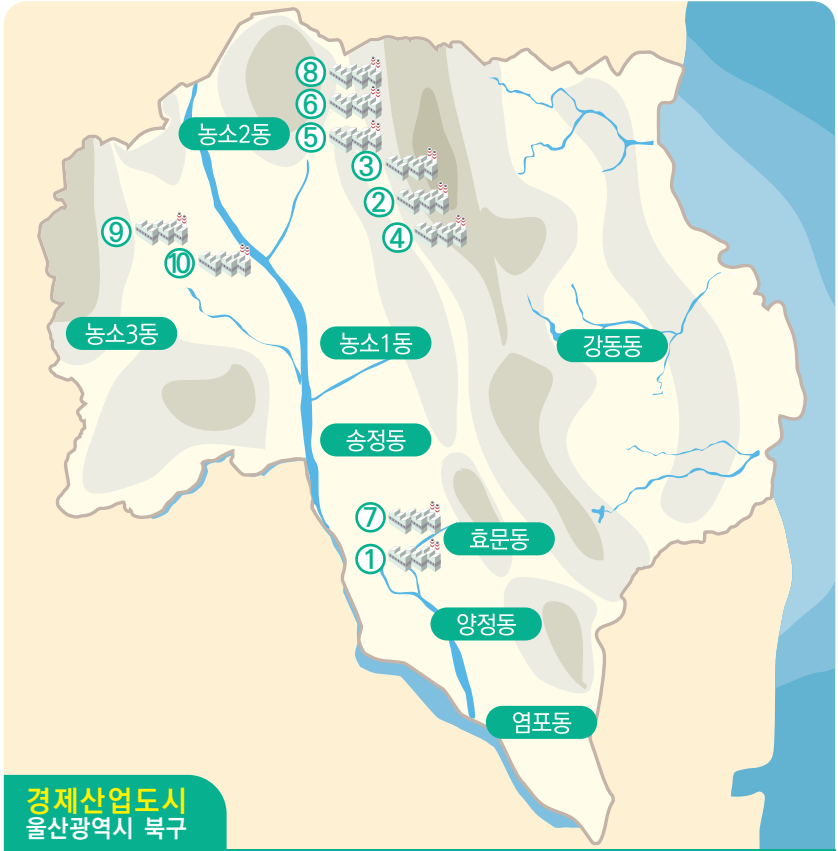 ⑧
⑥
농소2동
⑤
③
②
⑨
④
⑩
농소3동
농소1동
강동동
송정동
⑦
효문동
①
양정동
염포동
경제산업도시
울산광역시 북구